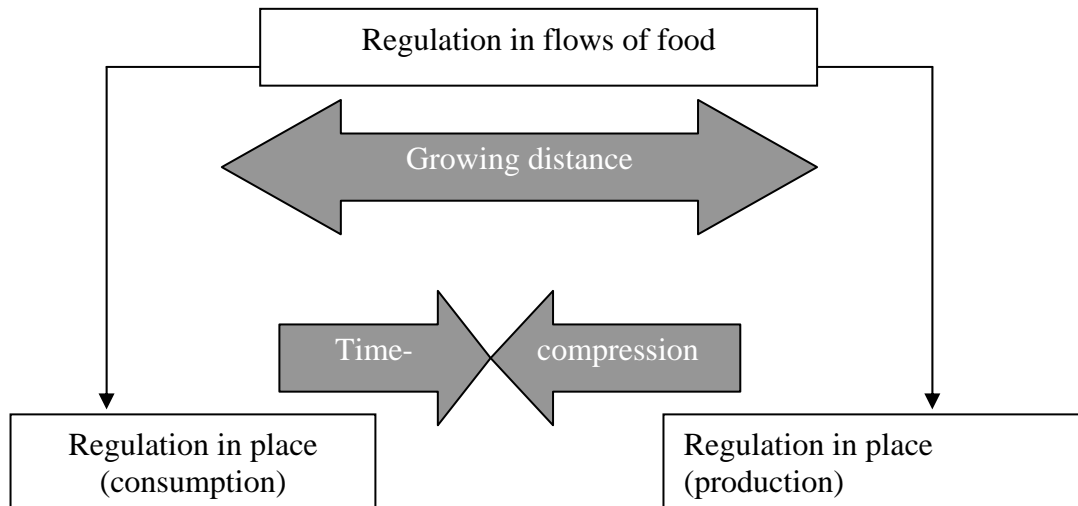 Regulation in flows of food
Growing distance
Time-
compression
Regulation in place
(consumption)
Regulation in place
(production)